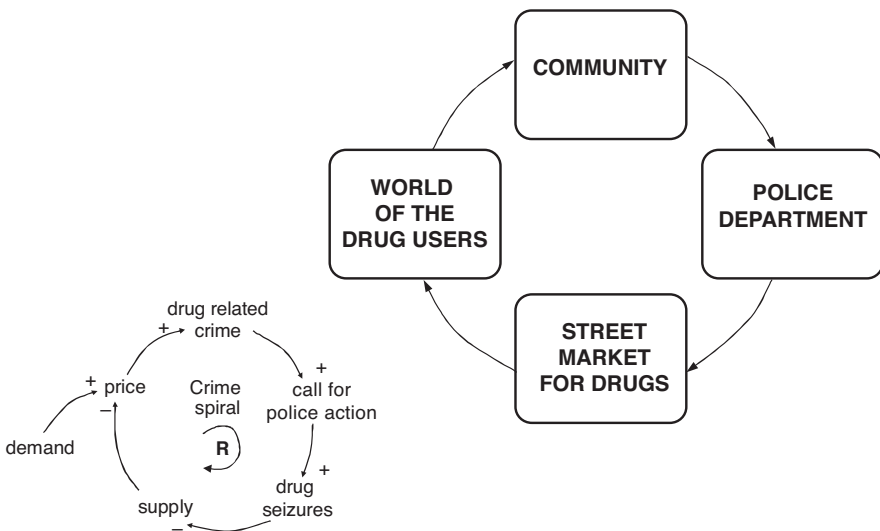 COMMUNITY
WORLD
OF THE
DRUG USERS
POLICE
DEPARTMENT
STREET
MARKET
FOR DRUGS
drug related
crime
+
+
+ price
−
Crime
spiral
R
call for
police action
demand
+
drug
seizures
supply
−